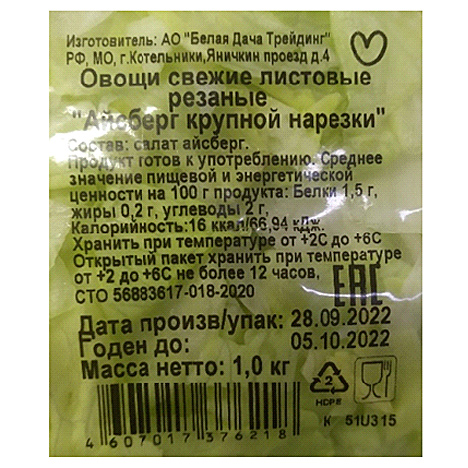 Изготовитель: АО "Белая Дача Трейдинг"
РФ, МО, г.Котельники,Яничкин проезд д.4
Овощи свежие листовые
резаные
"Айсберг крупной нарезки"
Состав: салат айсберг.
Продукт готов к употреблению. Среднее
значение пищевой и энергетической
ценности на 100 г продукта: Белки 1,5 г,
жиры 0,2 г, углеводы 2 г.
Калорийность:16 ккал/66,94 кДж.
Хранить при температуре от +2С до +6С
Открытый пакет хранить при температуре
от +2 до +6С не более 12 часов,
СТО 56883617-018-2020
ЕАС
Дата произв/упак: 28.09.2022
Годен до: 05.10.2022
Масса нетто: 1,0 кг
2
HDPE
К 51U315
4 607017 376218